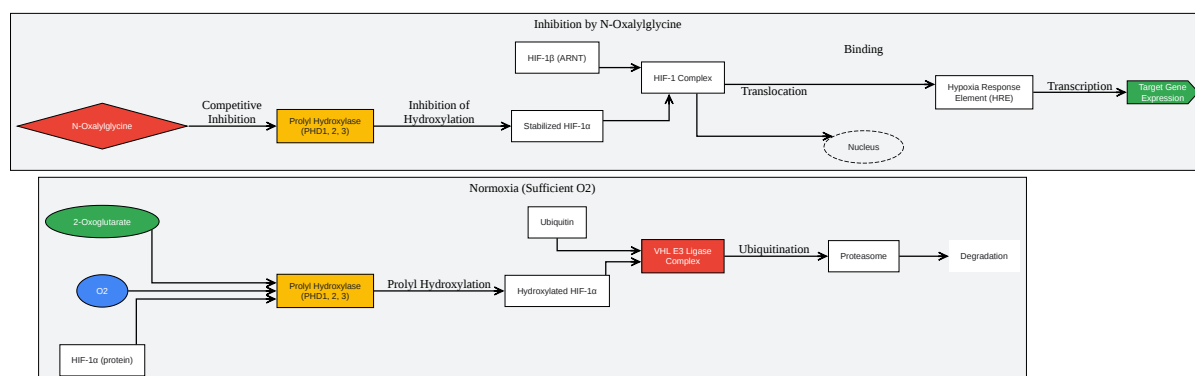 Inhibition by N-Oxalylglycine
Binding
HIF-1β (ARNT)
HIF-1 Complex
Translocation
Hypoxia Response
Element (HRE)
Transcription
Target Gene
Expression
N-Oxalylglycine
Competitive
Inhibition
Prolyl Hydroxylase
(PHD1, 2, 3)
Inhibition of
Hydroxylation
Stabilized HIF-1α
Nucleus
Normoxia (Sufficient O2)
2-Oxoglutarate
O2
HIF-1α (protein)
Prolyl Hydroxylase
(PHD1, 2, 3)
Prolyl Hydroxylation
Ubiquitin
Hydroxylated HIF-1α
VHL E3 Ligase
Complex
Ubiquitination
Proteasome
Degradation